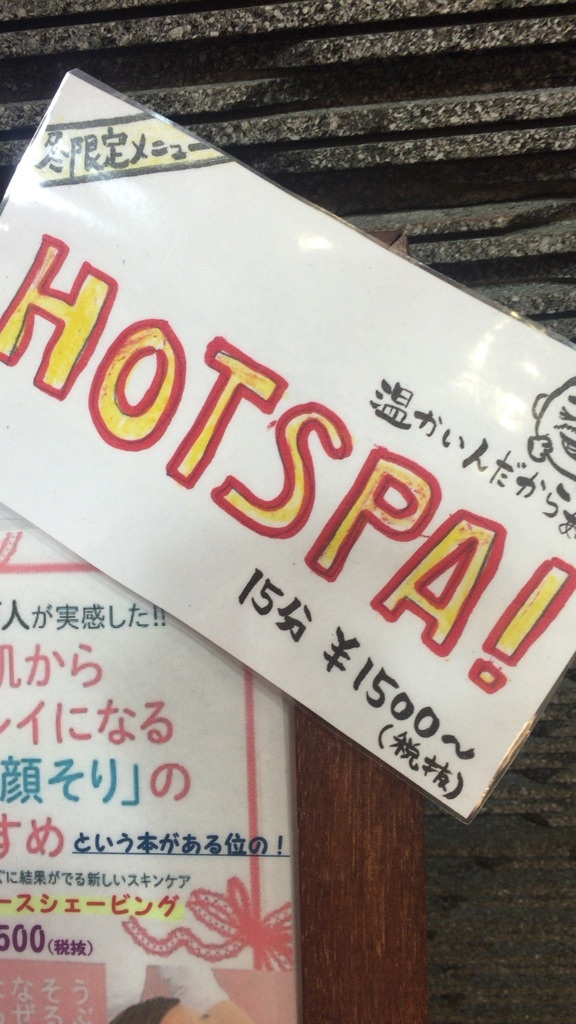 昼限定メニュー
HOTSPA!
温かいんだから
15分 ¥1500〜
(税抜)
人が実感した!!
肌から
レイになる
顔そり」の
すめ という本がある位の!
に結果がでる新しいスキンケア
ースシェービング
500(税抜)